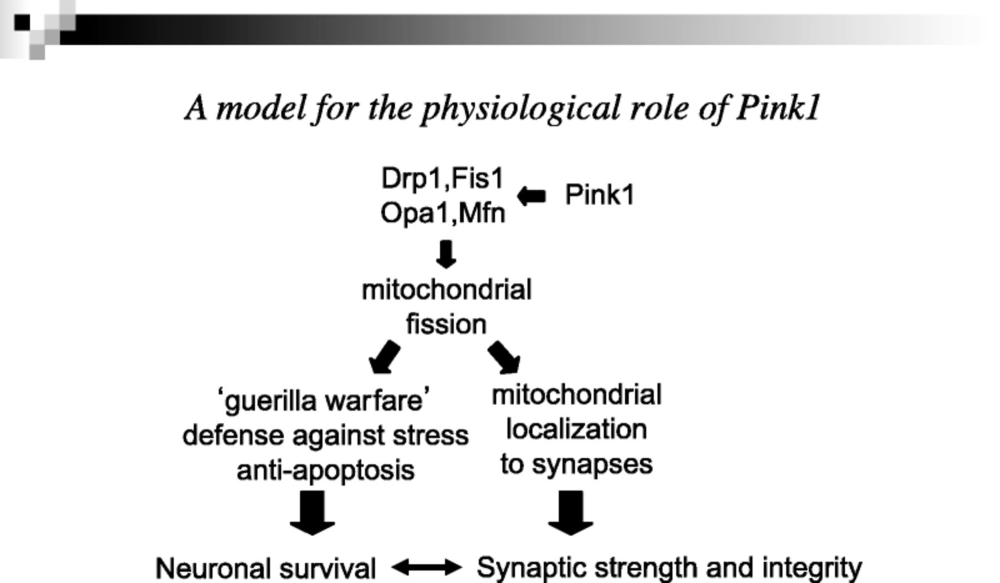 A model for the physiological role of Pink1
Drp1,Fis1
Opa1,Mfn
Pink1
mitochondrial
fission
‘guerilla warfare’
defense against stress
anti-apoptosis
mitochondrial
localization
to synapses
Neuronal survival
Synaptic strength and integrity